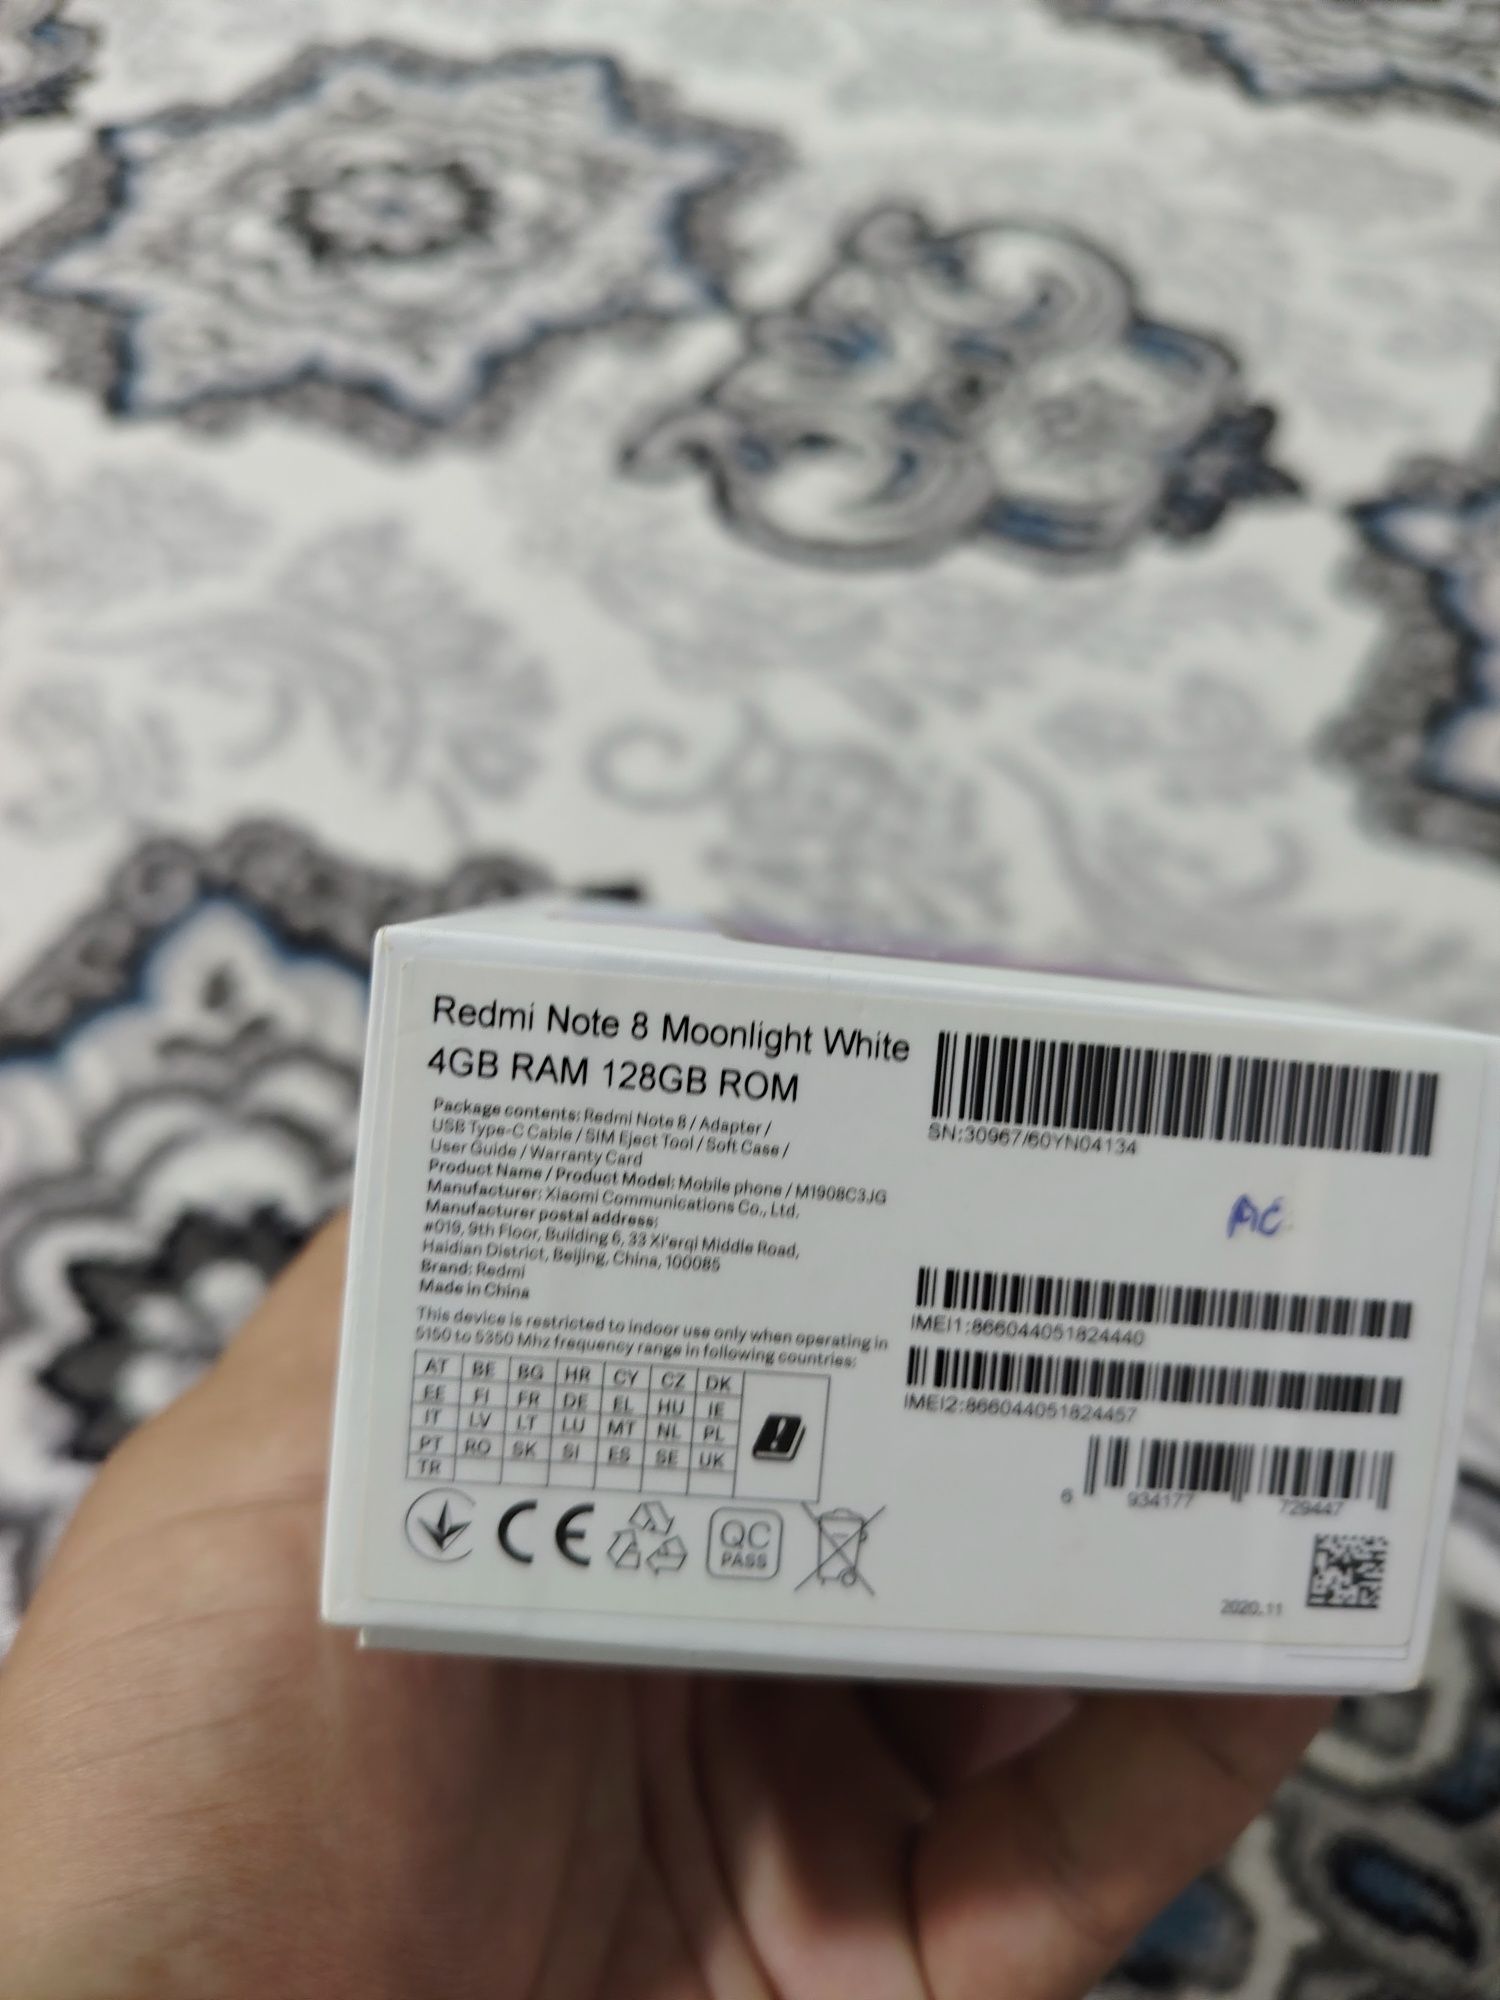 Redmi Note 8 Moonlight White
4GB RAM 128GB ROM
Package contents: Redmi Note 8 / Adapter /
USB Type-C Cable / SIM Eject Tool / Soft Case /
User Guide / Warranty Card
Product Name / Product Model: Mobile phone / M1908C3JG
Manufacturer: Xiaomi Communications Co., Ltd.
Manufacturer postal address:
#019, 9th Floor, Building 6, 33 Xi'erqi Middle Road,
Haidian District, Beijing, China, 100085
Brand: Redmi
Made in China
This device is restricted to indoor use only when operating in
5150 to 5350 Mhz frequency range in following countries:
AT BE BG HR CY CZ DK
EE FI FR DE EL HU IE
IT LV LT LU MT NL PL
PT RO SK SI ES SE UK
TR
CE
QC
PASS
SN:30967/60YN04134
AC
IMEI1:866044051824440
IMEI2:866044051824457
6 934177 729447
2020.11